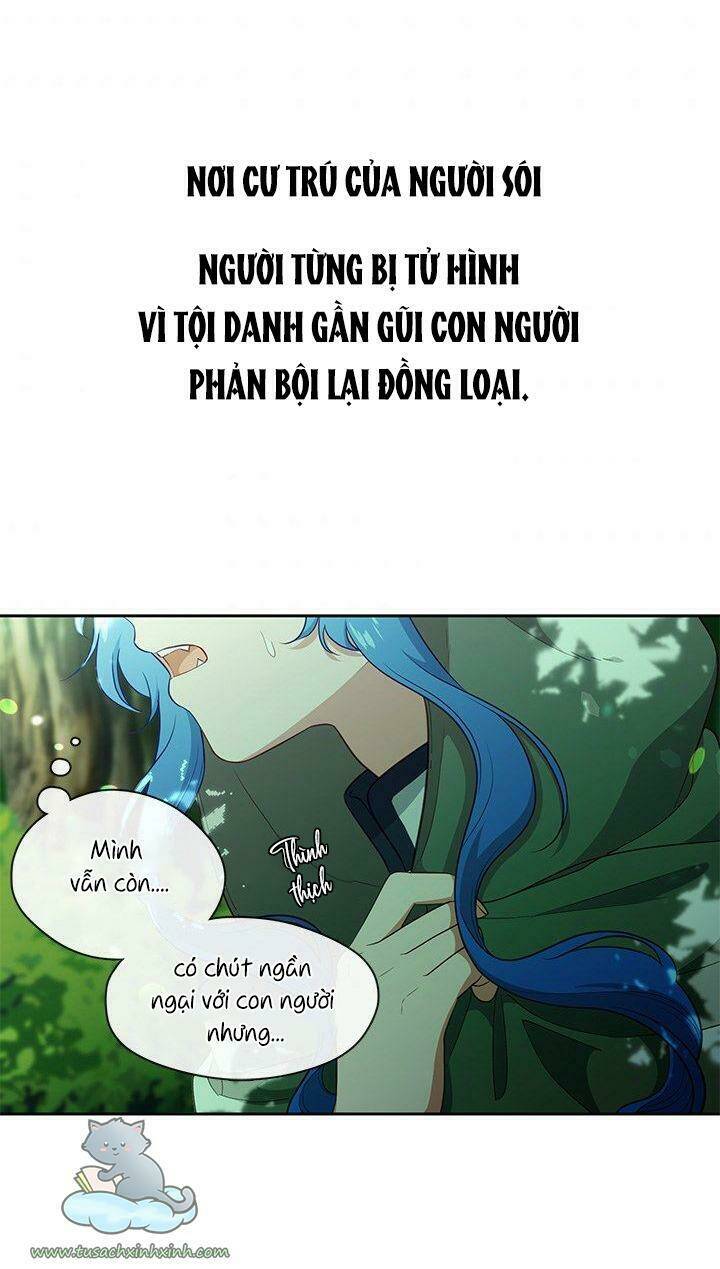 NƠI CƯ TRÚ CỦA NGƯỜI SÓI
NGƯỜI TỪNG BỊ TỬ HÌNH
VÌ TỘI DANH GẦN GŨI CON NGƯỜI
PHẢN BỘI LẠI ĐỒNG LOẠI.
Mình
vẫn còn....
Thình
thịch
có chút ngần
ngại với con người
nhưng...
www.tusachxinhxinh.com